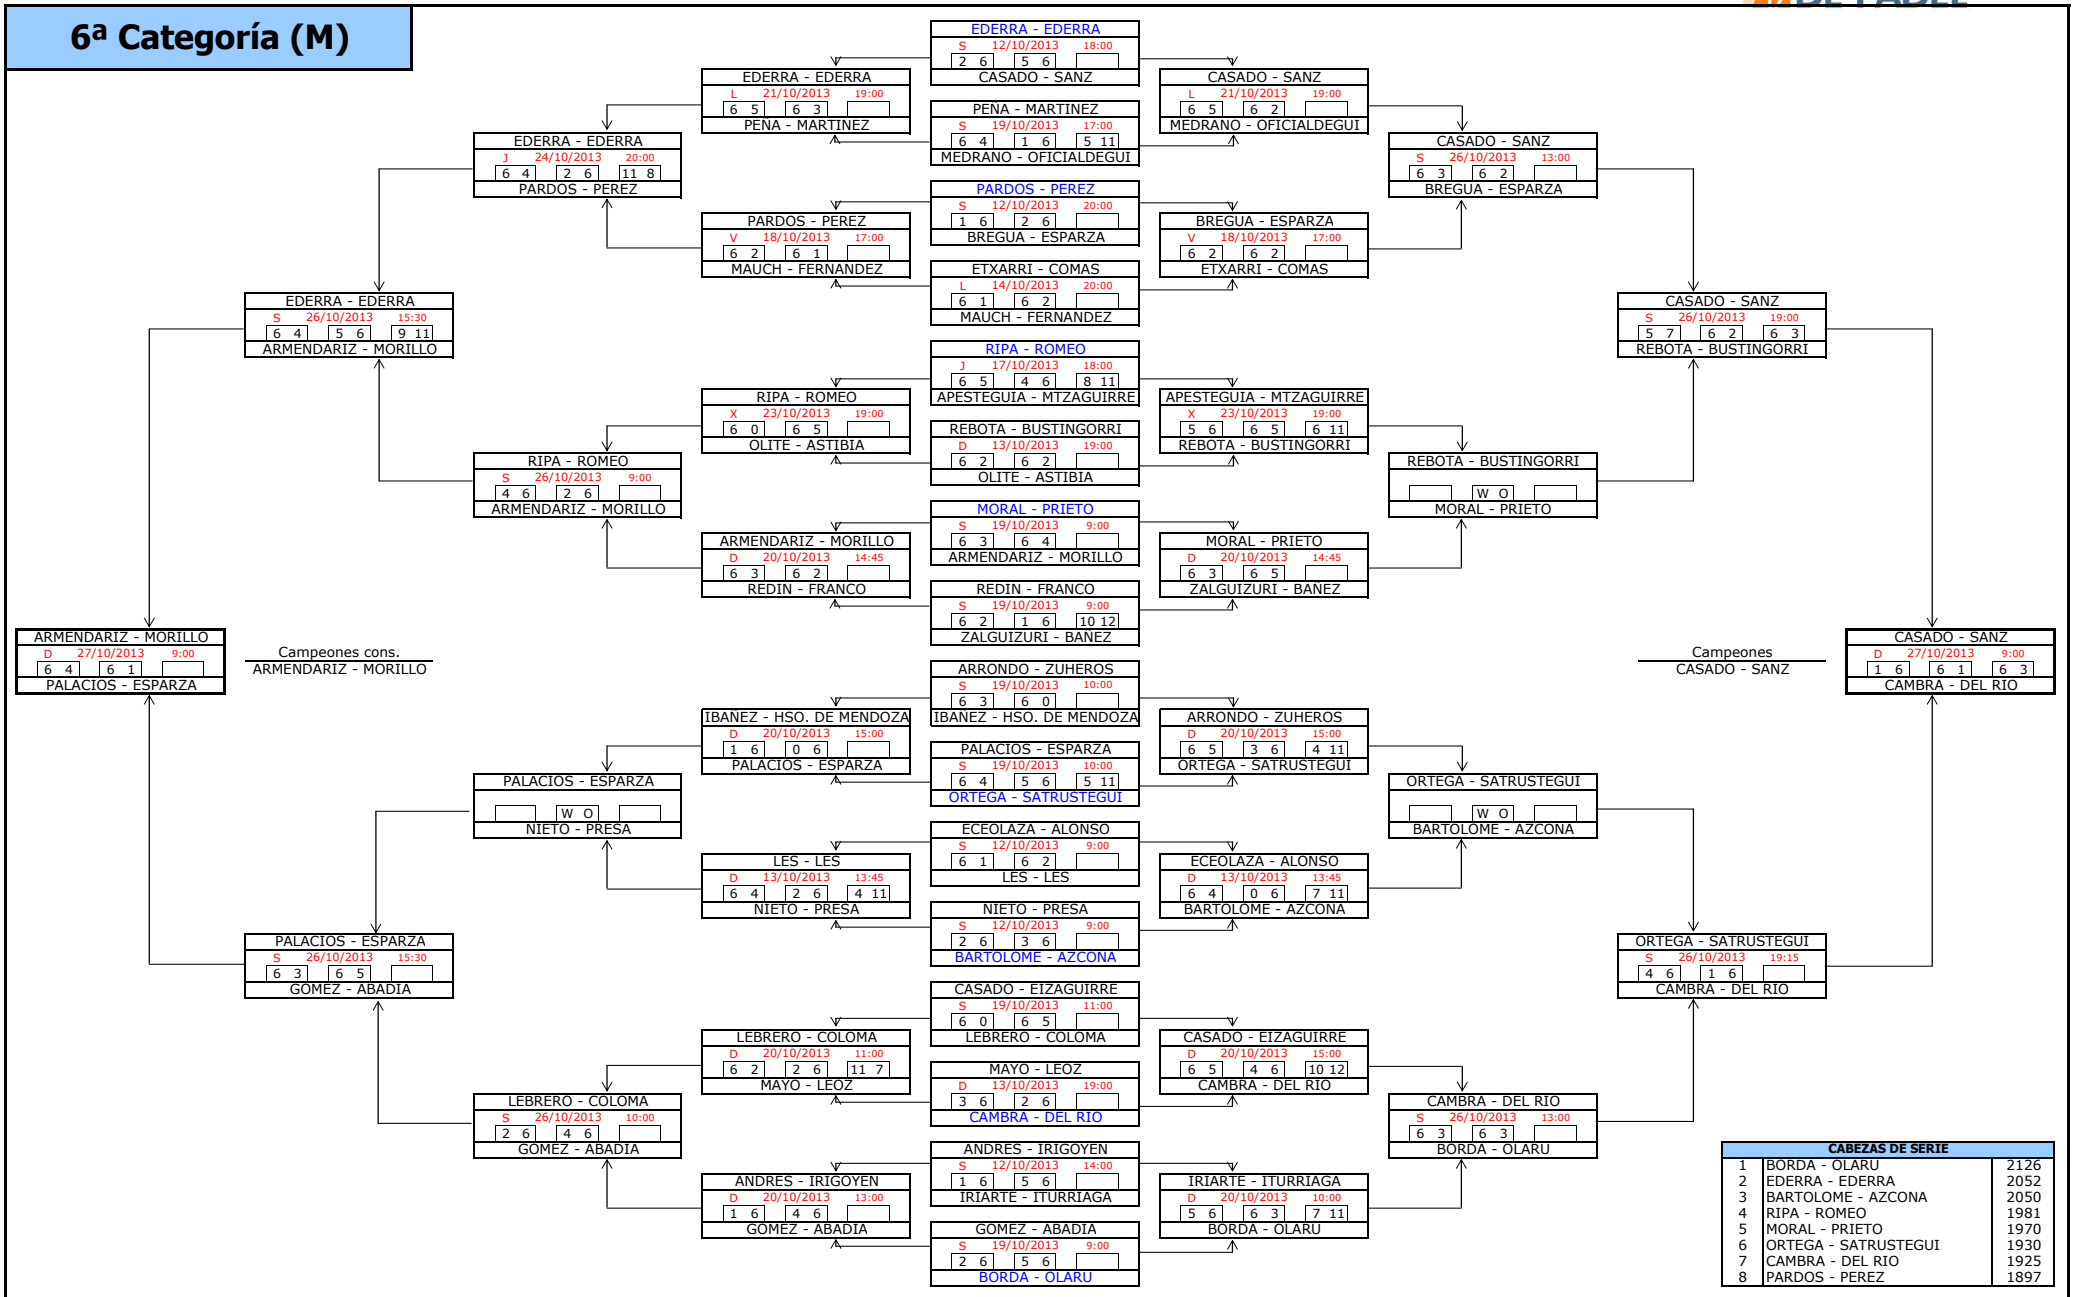 DE PADEL
6ª Categoría (M)
EDERRA - EDERRA
S 12/10/2013 18:00
2 6 5 6
CASADO - SANZ
PEÑA - MARTINEZ
S 19/10/2013 17:00
6 4 1 6 5 11
MEDRANO - OFICIALDEGUI
PARDOS - PEREZ
S 12/10/2013 20:00
1 6 2 6
BREGUA - ESPARZA
ETXARRI - COMAS
L 14/10/2013 20:00
6 1 6 2
MAUCH - FERNANDEZ
RIPA - ROMEO
J 17/10/2013 18:00
6 5 4 6 8 11
APESTEGUIA - MTZAGUIRRE
REBOTA - BUSTINGORRI
D 13/10/2013 19:00
6 2 6 2
OLITE - ASTIBIA
MORAL - PRIETO
S 19/10/2013 9:00
6 3 6 4
ARMENDARIZ - MORILLO
REDIN - FRANCO
S 19/10/2013 9:00
6 2 1 6 10 12
ZALGUIZURI - BAÑEZ
ARRONDO - ZUHEROS
S 19/10/2013 10:00
6 3 6 0
IBAÑEZ - HSO. DE MENDOZA
PALACIOS - ESPARZA
S 19/10/2013 10:00
6 4 5 6 5 11
ORTEGA - SATRUSTEGUI
ECEOLAZA - ALONSO
S 12/10/2013 9:00
6 1 6 2
LES - LES
NIETO - PRESA
S 12/10/2013 9:00
2 6 3 6
BARTOLOME - AZCONA
CASADO - EIZAGUIRRE
S 19/10/2013 11:00
6 0 6 5
LEBRERO - COLOMA
MAYO - LEOZ
D 13/10/2013 19:00
3 6 2 6
CAMBRA - DEL RIO
ANDRES - IRIGOYEN
S 12/10/2013 14:00
1 6 5 6
IRIARTE - ITURRIAGA
GOMEZ - ABADIA
S 19/10/2013 9:00
2 6 5 6
BORDA - OLARU
EDERRA - EDERRA
L 21/10/2013 19:00
6 5 6 3
PEÑA - MARTINEZ
PARDOS - PEREZ
V 18/10/2013 17:00
6 2 6 1
MAUCH - FERNANDEZ
RIPA - ROMEO
X 23/10/2013 19:00
6 0 6 5
OLITE - ASTIBIA
ARMENDARIZ - MORILLO
D 20/10/2013 14:45
6 3 6 2
REDIN - FRANCO
IBAÑEZ - HSO. DE MENDOZA
D 20/10/2013 15:00
1 6 0 6
PALACIOS - ESPARZA
LES - LES
D 13/10/2013 13:45
6 4 2 6 4 11
NIETO - PRESA
LEBRERO - COLOMA
D 20/10/2013 11:00
6 2 2 6 11 7
MAYO - LEOZ
ANDRES - IRIGOYEN
D 20/10/2013 13:00
1 6 4 6
GOMEZ - ABADIA
EDERRA - EDERRA
J 24/10/2013 20:00
6 4 2 6 11 8
PARDOS - PEREZ
RIPA - ROMEO
S 26/10/2013 9:00
4 6 2 6
ARMENDARIZ - MORILLO
PALACIOS - ESPARZA
W O
NIETO - PRESA
LEBRERO - COLOMA
S 26/10/2013 10:00
2 6 4 6
GOMEZ - ABADIA
EDERRA - EDERRA
S 26/10/2013 15:30
6 4 5 6 9 11
ARMENDARIZ - MORILLO
PALACIOS - ESPARZA
S 26/10/2013 15:30
6 3 6 5
GOMEZ - ABADIA
ARMENDARIZ - MORILLO
D 27/10/2013 9:00
6 4 6 1
PALACIOS - ESPARZA
Campeones cons.
ARMENDARIZ - MORILLO
CASADO - SANZ
L 21/10/2013 19:00
6 5 6 2
MEDRANO - OFICIALDEGUI
BREGUA - ESPARZA
V 18/10/2013 17:00
6 2 6 2
ETXARRI - COMAS
APESTEGUIA - MTZAGUIRRE
X 23/10/2013 19:00
5 6 6 5 6 11
REBOTA - BUSTINGORRI
MORAL - PRIETO
D 20/10/2013 14:45
6 3 6 5
ZALGUIZURI - BAÑEZ
ARRONDO - ZUHEROS
D 20/10/2013 15:00
6 5 3 6 4 11
ORTEGA - SATRUSTEGUI
ECEOLAZA - ALONSO
D 13/10/2013 13:45
6 4 0 6 7 11
BARTOLOME - AZCONA
CASADO - EIZAGUIRRE
D 20/10/2013 15:00
6 5 4 6 10 12
CAMBRA - DEL RIO
IRIARTE - ITURRIAGA
D 20/10/2013 10:00
5 6 6 3 7 11
BORDA - OLARU
CASADO - SANZ
S 26/10/2013 13:00
6 3 6 2
BREGUA - ESPARZA
REBOTA - BUSTINGORRI
W O
MORAL - PRIETO
ORTEGA - SATRUSTEGUI
W O
BARTOLOME - AZCONA
CAMBRA - DEL RIO
S 26/10/2013 13:00
6 3 6 3
BORDA - OLARU
CASADO - SANZ
S 26/10/2013 19:00
5 7 6 2 6 3
REBOTA - BUSTINGORRI
ORTEGA - SATRUSTEGUI
S 26/10/2013 19:15
4 6 1 6
CAMBRA - DEL RIO
Campeones
CASADO - SANZ
CASADO - SANZ
D 27/10/2013 9:00
1 6 6 1 6 3
CAMBRA - DEL RIO
CABEZAS DE SERIE
1 BORDA - OLARU 2126
2 EDERRA - EDERRA 2052
3 BARTOLOME - AZCONA 2050
4 RIPA - ROMEO 1981
5 MORAL - PRIETO 1970
6 ORTEGA - SATRUSTEGUI 1930
7 CAMBRA - DEL RIO 1925
8 PARDOS - PEREZ 1897